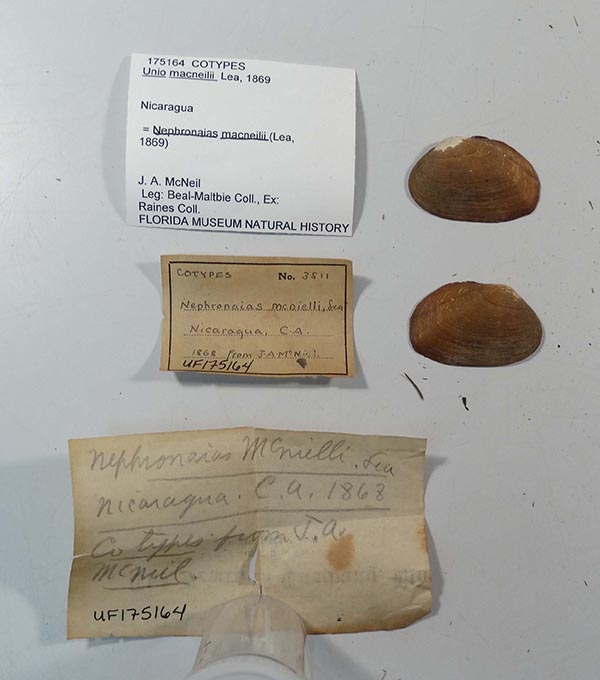 175164 COTYPES
Unio macneilii Lea, 1869
Nicaragua
= Nephronaias macneilii (Lea,
1869)
J. A. McNeil
Leg: Beal-Maltbie Coll., Ex:
Raines Coll.
FLORIDA MUSEUM NATURAL HISTORY
COTYPES No. 3511
Nephronaias mcnielli, Lea
Nicaragua, C.A.
1868 from J.A. McNeil
UF175164
Nephronaias McNielli. Lea
Nicaragua. C.A. 1868
Co types from J.A.
McNeil
UF175164